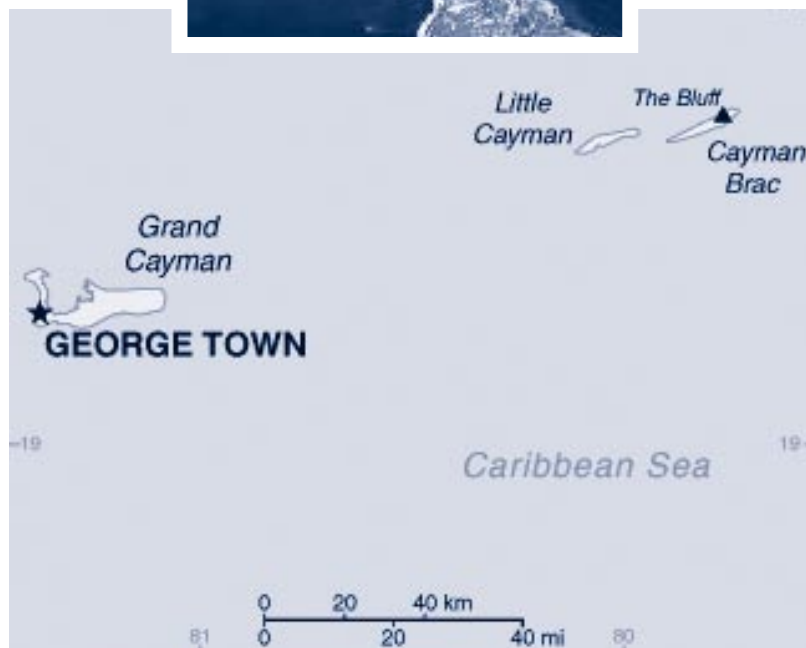 Little
Cayman
The Bluff
Cayman
Brac
Grand
Cayman
GEORGE TOWN
19
19
Caribbean Sea
0 20 40 km
0 20 40 mi
81
80